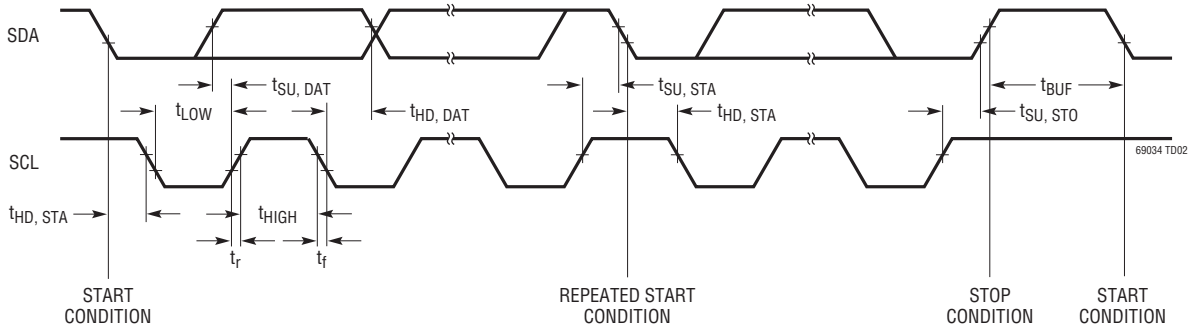 SDA
tSU, DAT
tSU, STA
tBUF
tLOW
tHD, DAT
tHD, STA
tSU, STO
SCL
69034 TD02
tHD, STA
tHIGH
tr
tf
START
CONDITION
REPEATED START
CONDITION
STOP
CONDITION
START
CONDITION